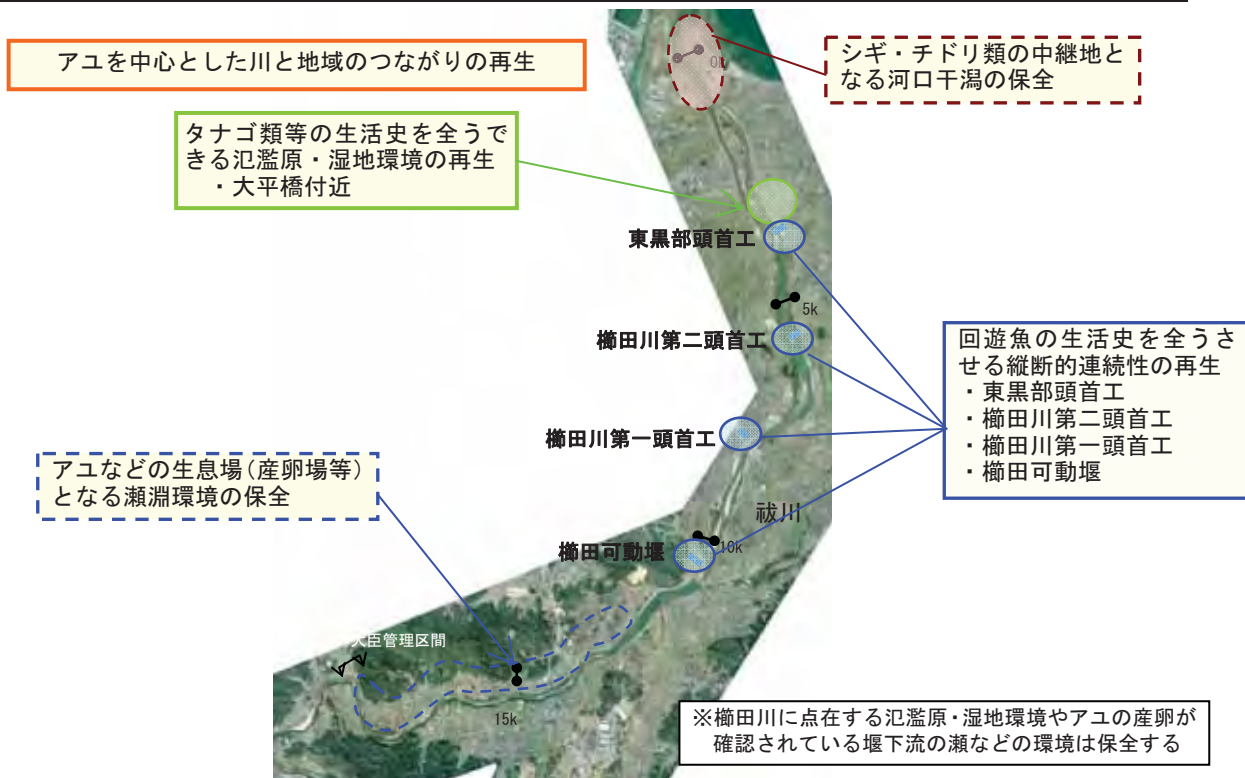 アユを中心とした川と地域のつながりの再生
シギ・チドリ類の中継地と
なる河口干潟の保全
0k
タナゴ類等の生活史を全うで
きる氾濫原・湿地環境の再生
・大平橋付近
東黒部頭首工
5k
櫛田川第二頭首工
回遊魚の生活史を全うさ
せる縦断的連続性の再生
・東黒部頭首工
・櫛田川第二頭首工
・櫛田川第一頭首工
・櫛田可動堰
櫛田川第一頭首工
アユなどの生息場(産卵場等)
となる瀬淵環境の保全
祓川
10k
櫛田可動堰
大臣管理区間
15k
※櫛田川に点在する氾濫原・湿地環境やアユの産卵が
確認されている堰下流の瀬などの環境は保全する